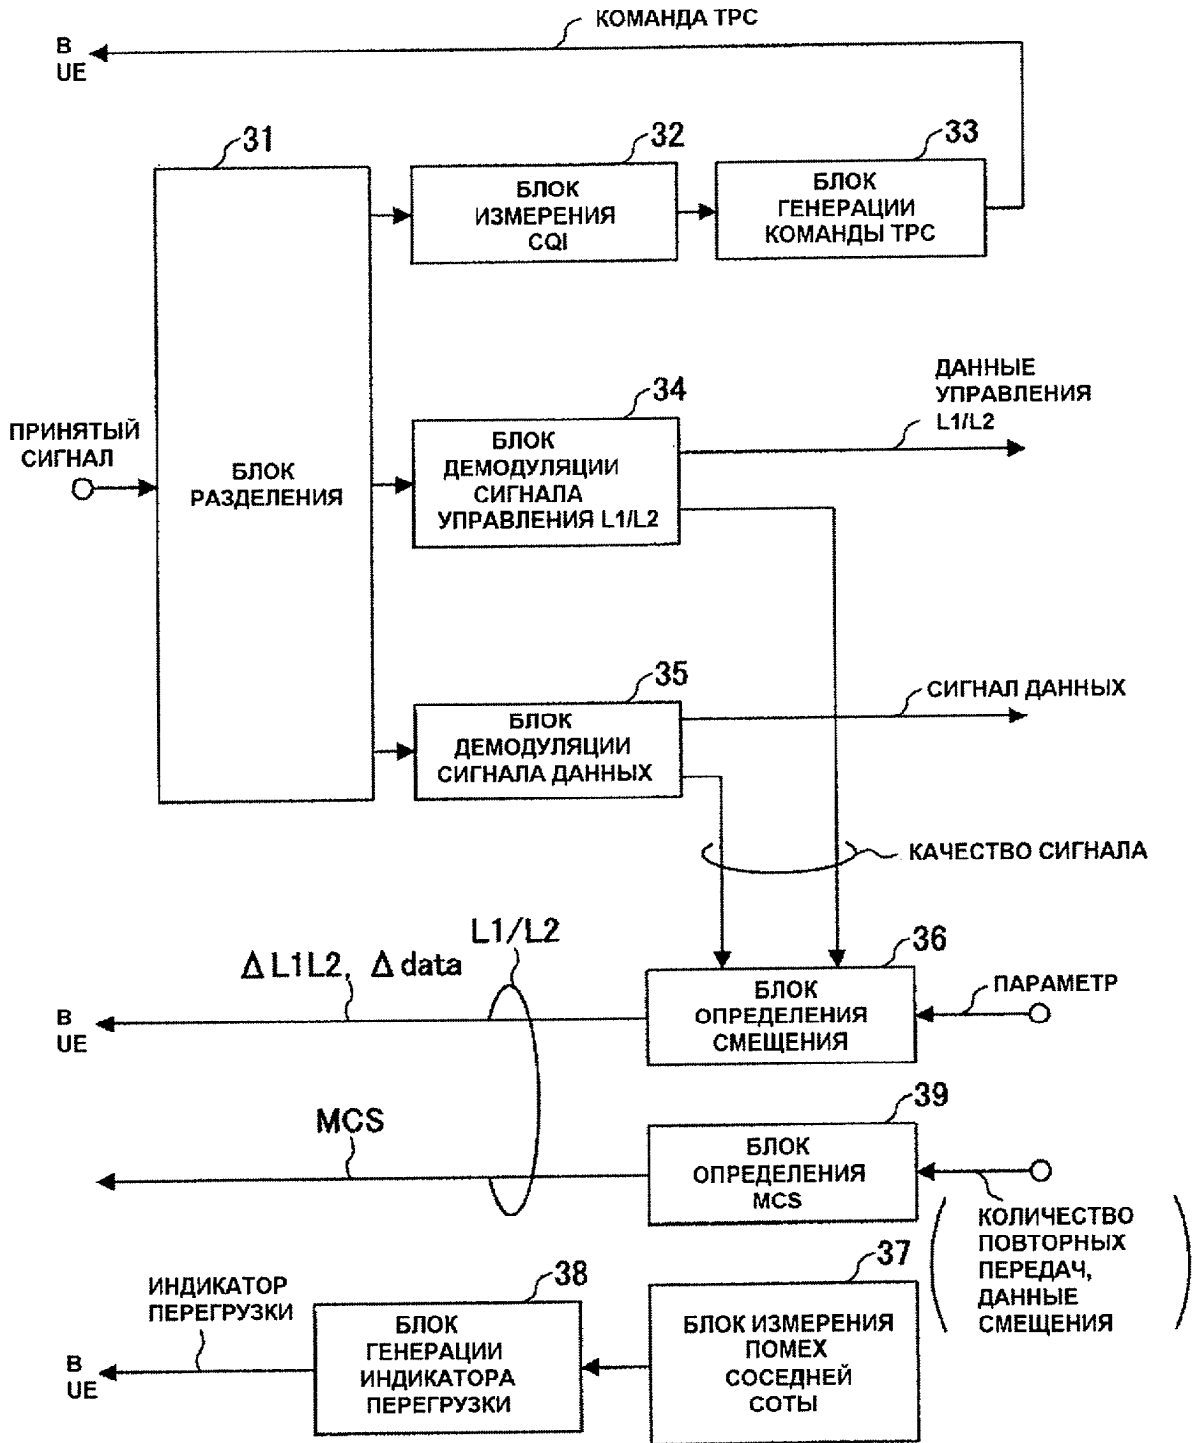 КОМАНДА TPC
В
UE
31
32
33
БЛОК
ИЗМЕРЕНИЯ
CQI
БЛОК
ГЕНЕРАЦИИ
КОМАНДЫ TPC
ПРИНЯТЫЙ
СИГНАЛ
БЛОК
РАЗДЕЛЕНИЯ
34
БЛОК
ДЕМОДУЛЯЦИИ
СИГНАЛА
УПРАВЛЕНИЯ L1/L2
ДАННЫЕ
УПРАВЛЕНИЯ
L1/L2
35
БЛОК
ДЕМОДУЛЯЦИИ
СИГНАЛА ДАННЫХ
СИГНАЛ ДАННЫХ
КАЧЕСТВО СИГНАЛА
L1/L2
Δ L1L2, Δ data
В
UE
36
БЛОК
ОПРЕДЕЛЕНИЯ
СМЕЩЕНИЯ
ПАРАМЕТР
MCS
39
БЛОК
ОПРЕДЕЛЕНИЯ
MCS
КОЛИЧЕСТВО
ПОВТОРНЫХ
ПЕРЕДАЧ,
ДАННЫЕ
СМЕЩЕНИЯ
ИНДИКАТОР
ПЕРЕГРУЗКИ
В
UE
38
БЛОК
ГЕНЕРАЦИИ
ИНДИКАТОРА
ПЕРЕГРУЗКИ
37
БЛОК ИЗМЕРЕНИЯ
ПОМЕХ
СОСЕДНЕЙ
СОТЫ